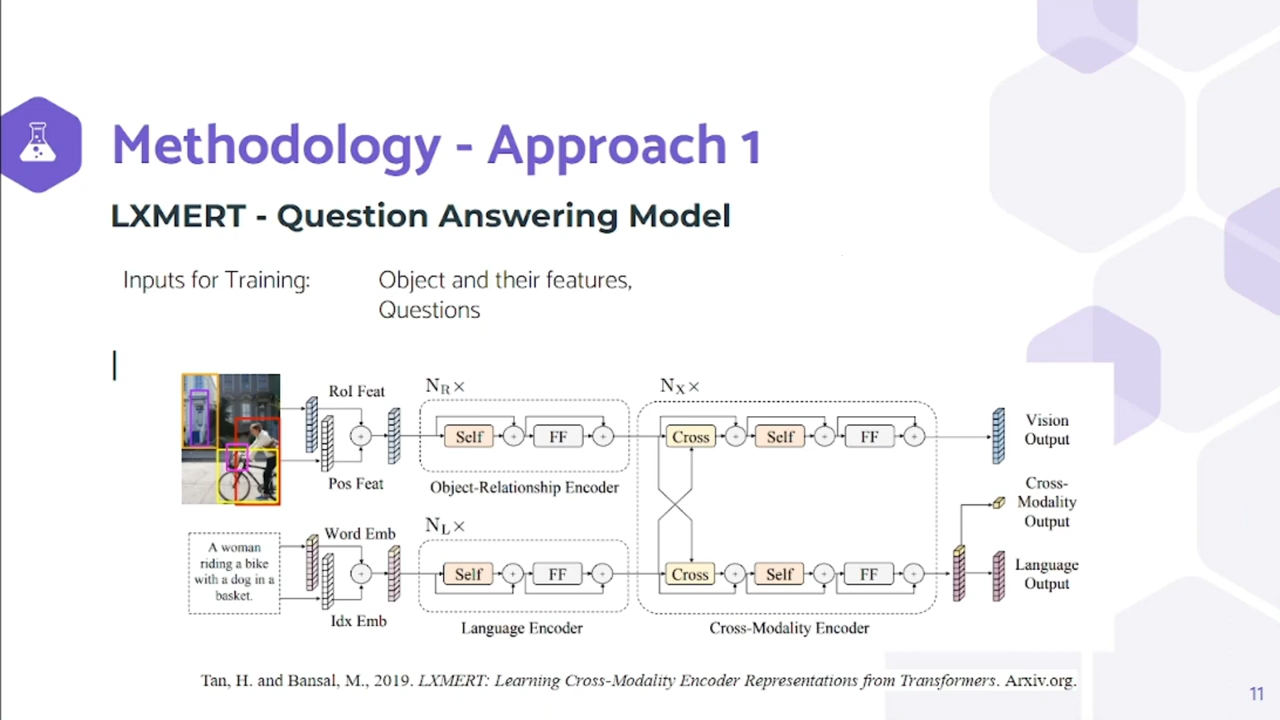 Methodology - Approach 1
LXMERT - Question Answering Model
Inputs for Training:
Object and their features,
Questions
RoI Feat
Pos Feat
N_R ×
Self
+
FF
+
Object-Relationship Encoder
N_X ×
Cross
+
Self
+
FF
+
Vision
Output
Cross-
Modality
Output
A woman
riding a bike
with a dog in a
basket.
Word Emb
Idx Emb
N_L ×
Self
+
FF
+
Language Encoder
Cross
+
Self
+
FF
+
Cross-Modality Encoder
Language
Output
Tan, H. and Bansal, M., 2019. LXMERT: Learning Cross-Modality Encoder Representations from Transformers. Arxiv.org.
11